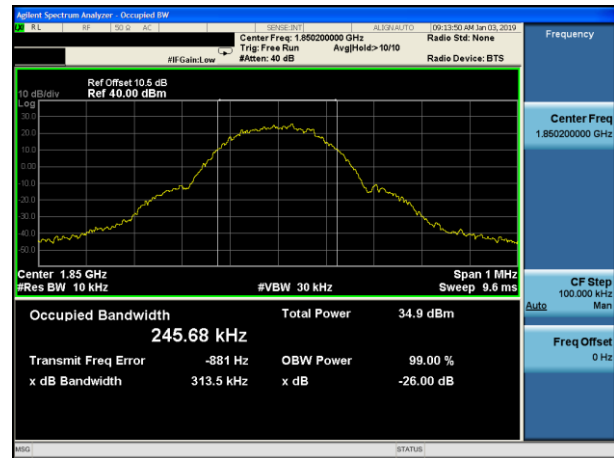 Agilent Spectrum Analyzer - Occupied BW
RL RF 50 Ω AC SENSE:INT ALIGNAUTO 09:13:50 AM Jan 03, 2019
Center Freq: 1.850200000 GHz Radio Std: None
Trig: Free Run Avg|Hold:> 10/10
#IFGain:Low #Atten: 40 dB Radio Device: BTS
Frequency
Ref Offset 10.5 dB
10 dB/div Ref 40.00 dBm
Log
30.0
20.0
10.0
0.00
-10.0
-20.0
-30.0
-40.0
-50.0
Center 1.85 GHz Span 1 MHz
#Res BW 10 kHz #VBW 30 kHz Sweep 9.6 ms
Occupied Bandwidth Total Power 34.9 dBm
245.68 kHz
Transmit Freq Error -881 Hz OBW Power 99.00 %
x dB Bandwidth 313.5 kHz x dB -26.00 dB
Center Freq
1.850200000 GHz
CF Step
100.000 kHz
Auto Man
Freq Offset
0 Hz
MSG STATUS